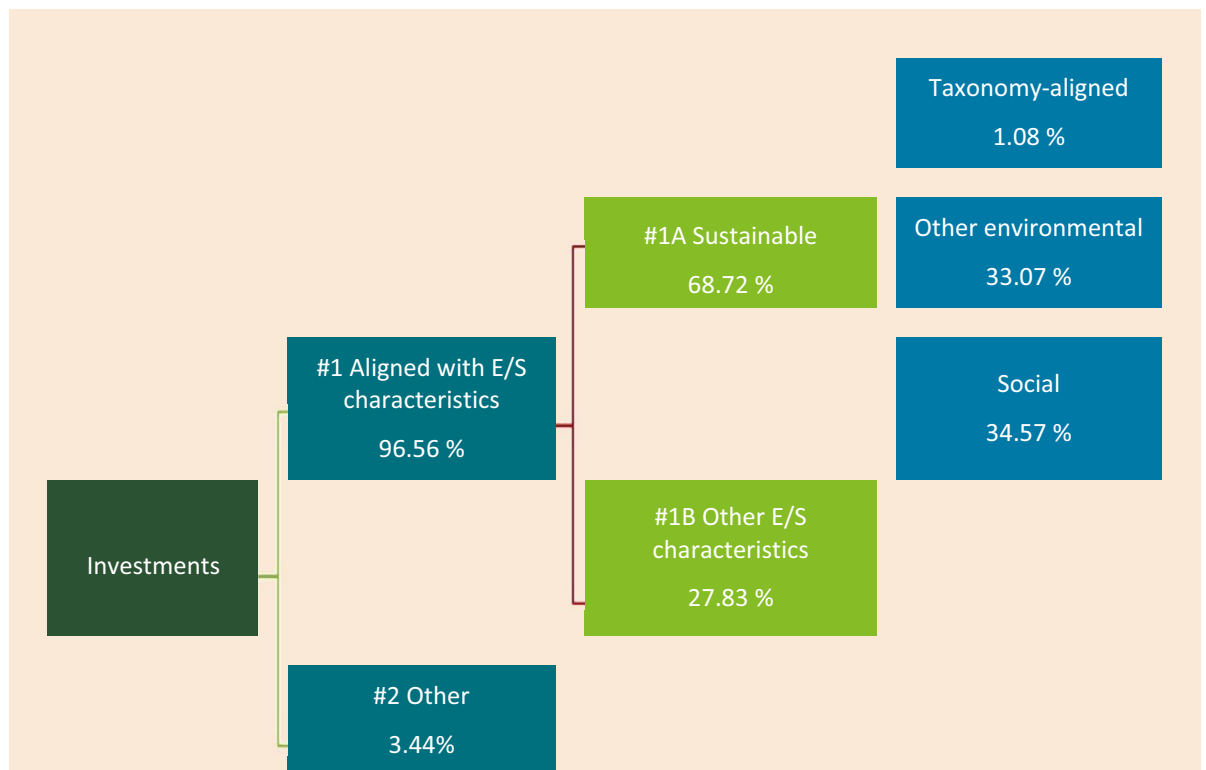 Taxonomy-aligned
1.08 %
#1A Sustainable
68.72 %
Other environmental
33.07 %
#1 Aligned with E/S
characteristics
96.56 %
Social
34.57 %
Investments
#1B Other E/S
characteristics
27.83 %
#2 Other
3.44%